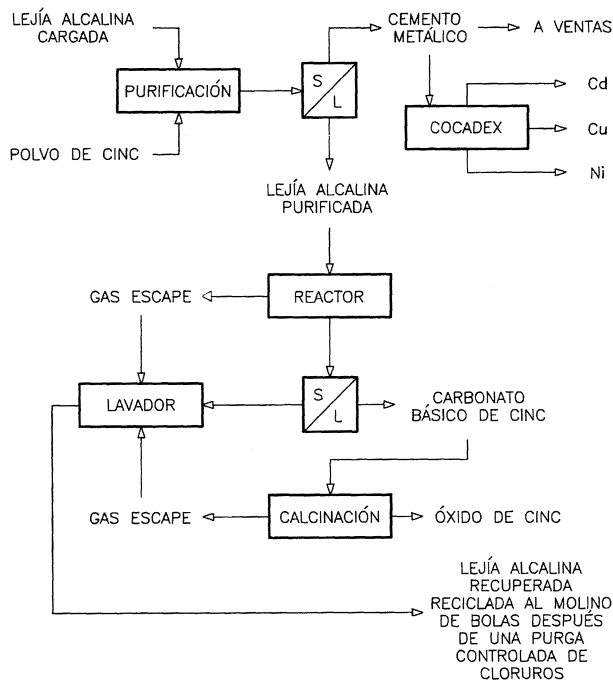 LEJÍA ALCALINA
CARGADA
PURIFICACIÓN
POLVO DE CINC
S
L
CEMENTO
METÁLICO
A VENTAS
COCADEX
Cd
Cu
Ni
LEJÍA ALCALINA
PURIFICADA
REACTOR
GAS ESCAPE
LAVADOR
S
L
CARBONATO
BÁSICO DE CINC
GAS ESCAPE
CALCINACIÓN
ÓXIDO DE CINC
LEJÍA ALCALINA
RECUPERADA
RECICLADA AL MOLINO
DE BOLAS DESPUÉS
DE UNA PURGA
CONTROLADA DE
CLORUROS